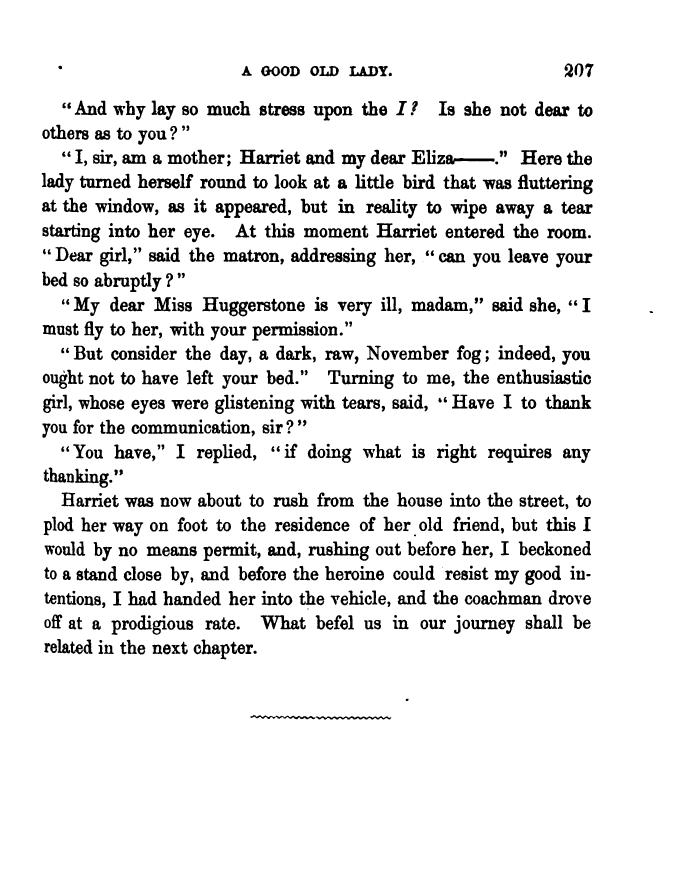 A GOOD OLD LADY. 207
"And why lay so much stress upon the I? Is she not dear to
others as to you?"
"I, sir, am a mother; Harriet and my dear Eliza——." Here the
lady turned herself round to look at a little bird that was fluttering
at the window, as it appeared, but in reality to wipe away a tear
starting into her eye. At this moment Harriet entered the room.
"Dear girl," said the matron, addressing her, "can you leave your
bed so abruptly?"
"My dear Miss Huggerstone is very ill, madam," said she, "I
must fly to her, with your permission."
"But consider the day, a dark, raw, November fog; indeed, you
ought not to have left your bed." Turning to me, the enthusiastic
girl, whose eyes were glistening with tears, said, "Have I to thank
you for the communication, sir?"
"You have," I replied, "if doing what is right requires any
thanking."
Harriet was now about to rush from the house into the street, to
plod her way on foot to the residence of her old friend, but this I
would by no means permit, and, rushing out before her, I beckoned
to a stand close by, and before the heroine could resist my good in-
tentions, I had handed her into the vehicle, and the coachman drove
off at a prodigious rate. What befel us in our journey shall be
related in the next chapter.